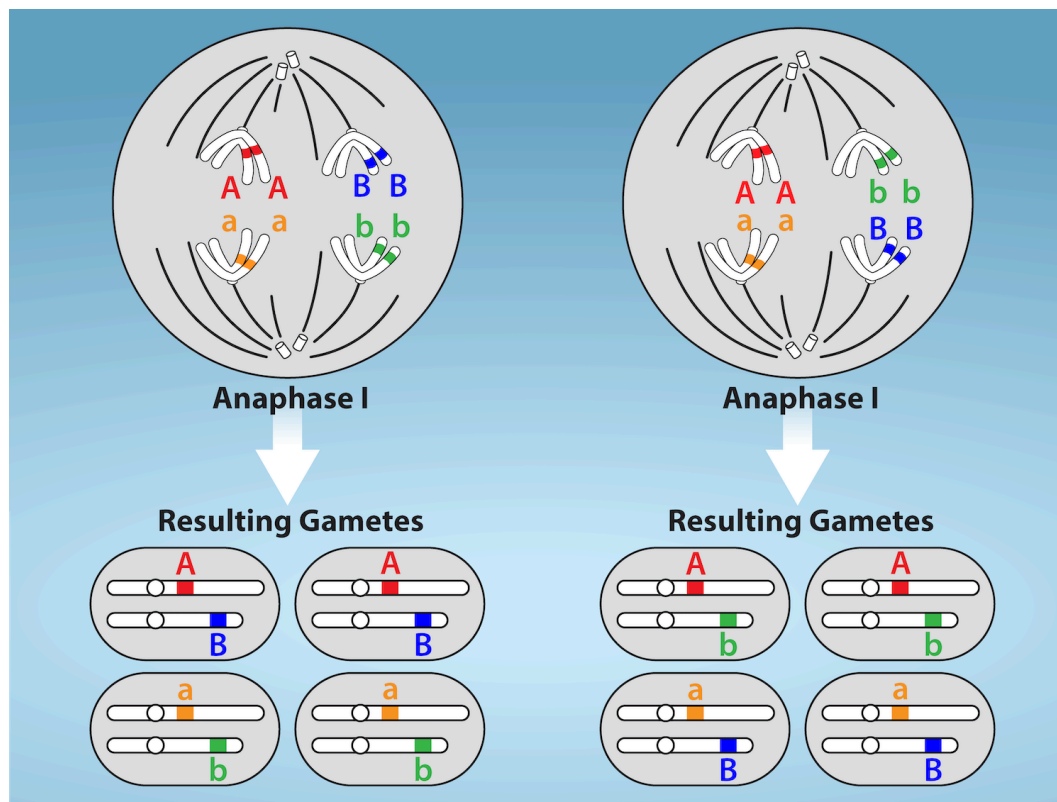 A A B B
a a b b
Anaphase I
Resulting Gametes
A A
B B
a a
b b
A A b b
a a B B
Anaphase I
Resulting Gametes
A A
b b
a a
B B